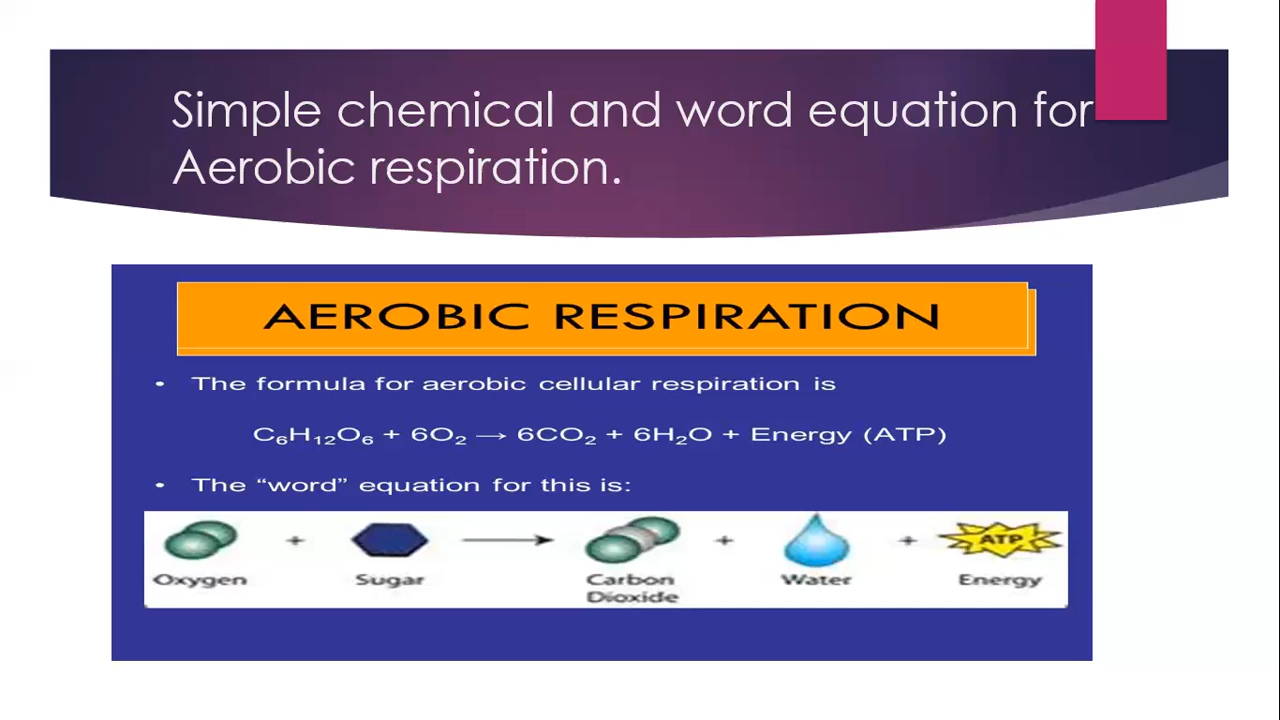 Simple chemical and word equation for
Aerobic respiration.
AEROBIC RESPIRATION
• The formula for aerobic cellular respiration is
C₆H₁₂O₆ + 6O₂ → 6CO₂ + 6H₂O + Energy (ATP)
• The “word” equation for this is:
+ → + + ATP
Oxygen Sugar Carbon Water Energy
Dioxide